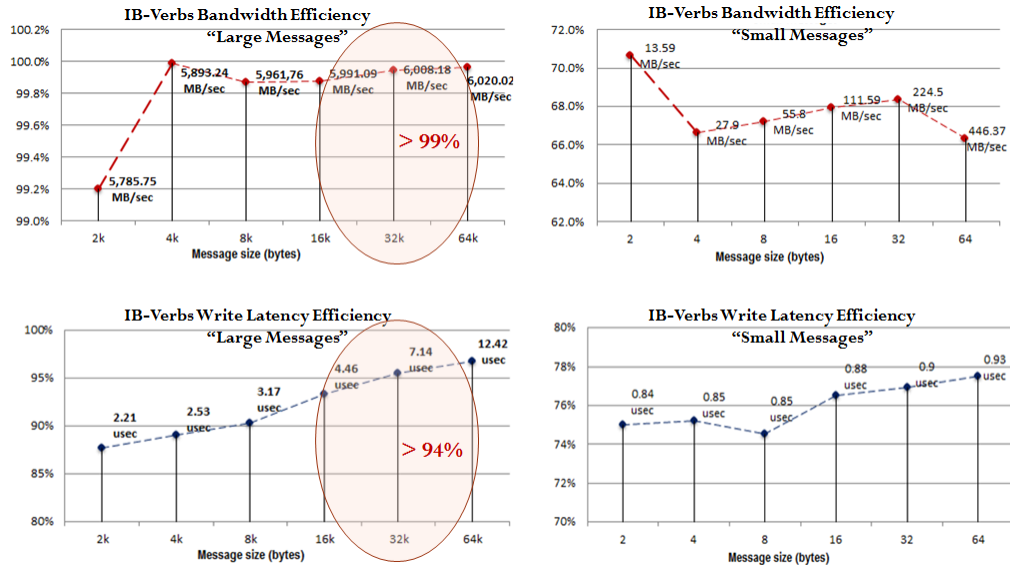 IB-Verbs Bandwidth Efficiency
“Large Messages”
100.2%
100.0%
99.8%
99.6%
99.4%
99.2%
99.0%
5,785.75
MB/sec
5,893.24
MB/sec
5,961,76
MB/sec
5,991.09
MB/sec
6,008.18
MB/sec
6,020.02
MB/sec
> 99%
2k 4k 8k 16k 32k 64k
Message size (bytes)
IB-Verbs Bandwidth Efficiency
“Small Messages”
72.0%
70.0%
68.0%
66.0%
64.0%
62.0%
13.59
MB/sec
27.9
MB/sec
55.8
MB/sec
111.59
MB/sec
224.5
MB/sec
446.37
MB/sec
2 4 8 16 32 64
Message size (bytes)
IB-Verbs Write Latency Efficiency
“Large Messages”
100%
95%
90%
85%
80%
2.21
usec
2.53
usec
3.17
usec
4.46
usec
7.14
usec
12.42
usec
> 94%
2k 4k 8k 16k 32k 64k
Message size (bytes)
IB-Verbs Write Latency Efficiency
“Small Messages”
80%
78%
76%
74%
72%
70%
0.84
usec
0.85
usec
0.85
usec
0.88
usec
0.9
usec
0.93
usec
2 4 8 16 32 64
Message size (bytes)